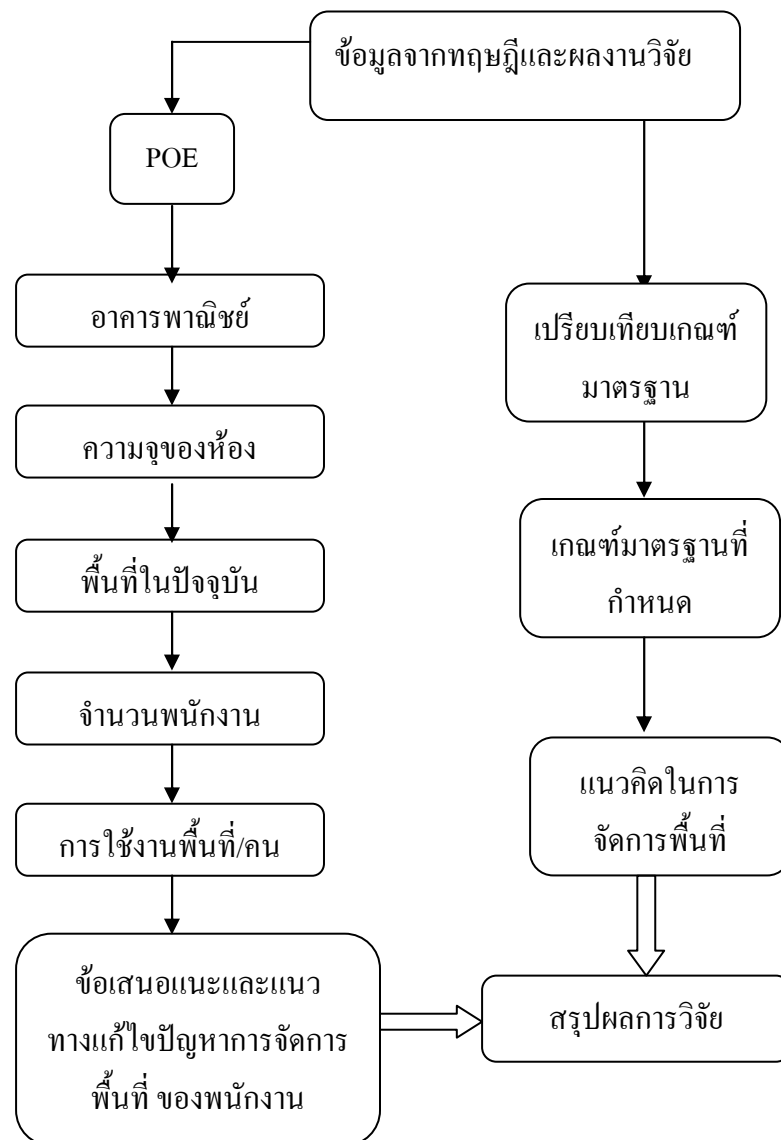 ข้อมูลจากทฤษฎีและผลงานวิจัย
POE
อาคารพาณิชย์
ความจุของห้อง
พื้นที่ในปัจจุบัน
จำนวนพนักงาน
การใช้งานพื้นที่/คน
ข้อเสนอแนะและแนว
ทางแก้ไขปัญหาการจัดการ
พื้นที่ ของพนักงาน
เปรียบเทียบเกณฑ์
มาตรฐาน
เกณฑ์มาตรฐานที่
กำหนด
แนวคิดในการ
จัดการพื้นที่
สรุปผลการวิจัย